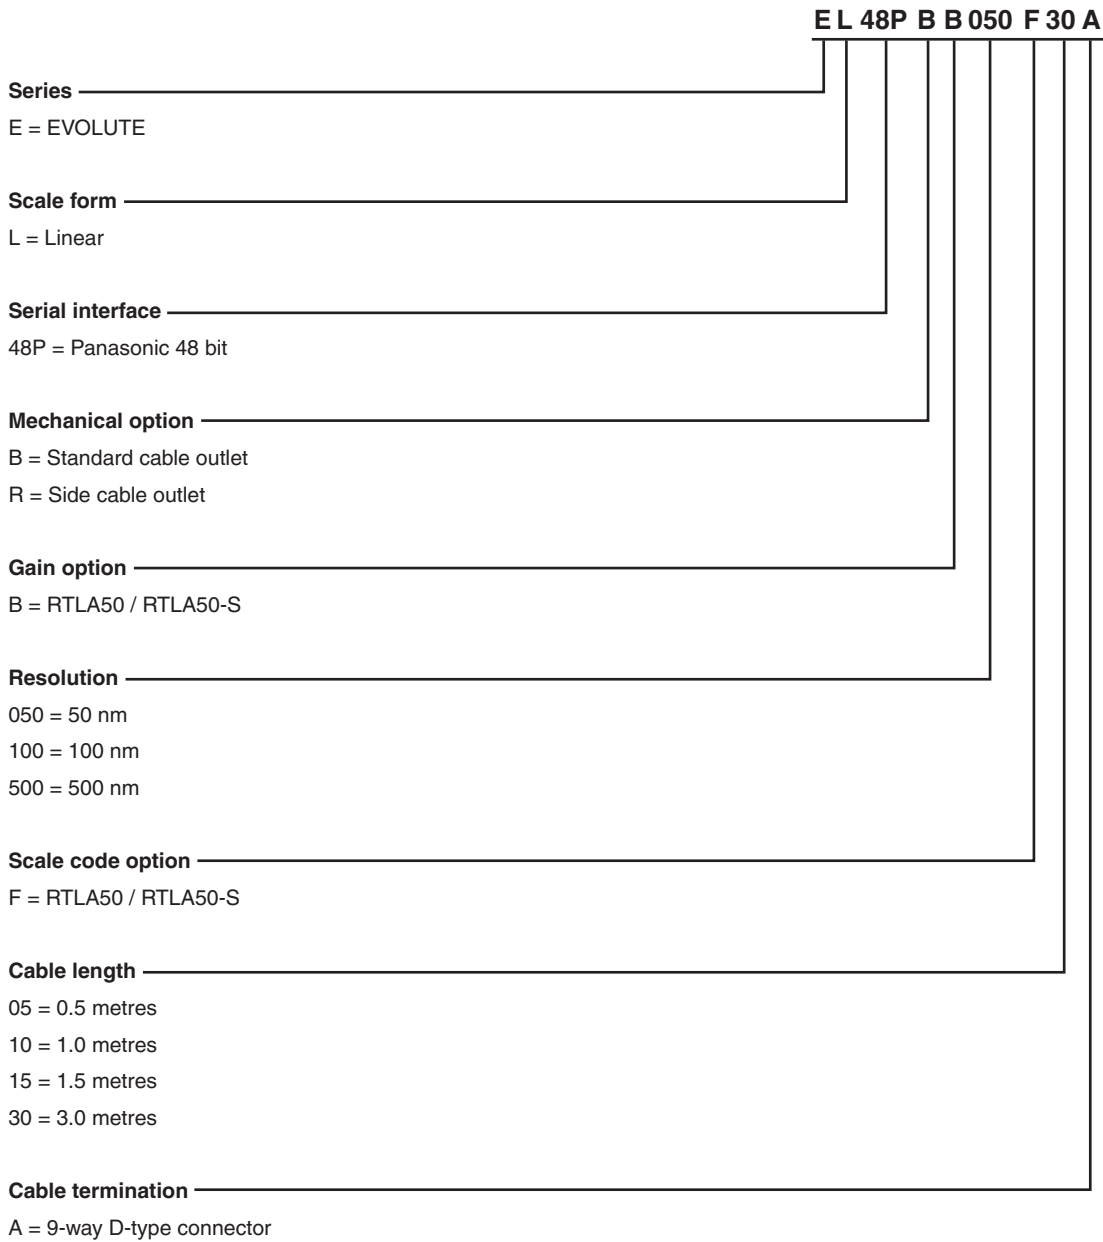 E L 48P B B 050 F 30 A
Series
E = EVOLUTE
Scale form
L = Linear
Serial interface
48P = Panasonic 48 bit
Mechanical option
B = Standard cable outlet
R = Side cable outlet
Gain option
B = RTLA50 / RTLA50-S
Resolution
050 = 50 nm
100 = 100 nm
500 = 500 nm
Scale code option
F = RTLA50 / RTLA50-S
Cable length
05 = 0.5 metres
10 = 1.0 metres
15 = 1.5 metres
30 = 3.0 metres
Cable termination
A = 9-way D-type connector